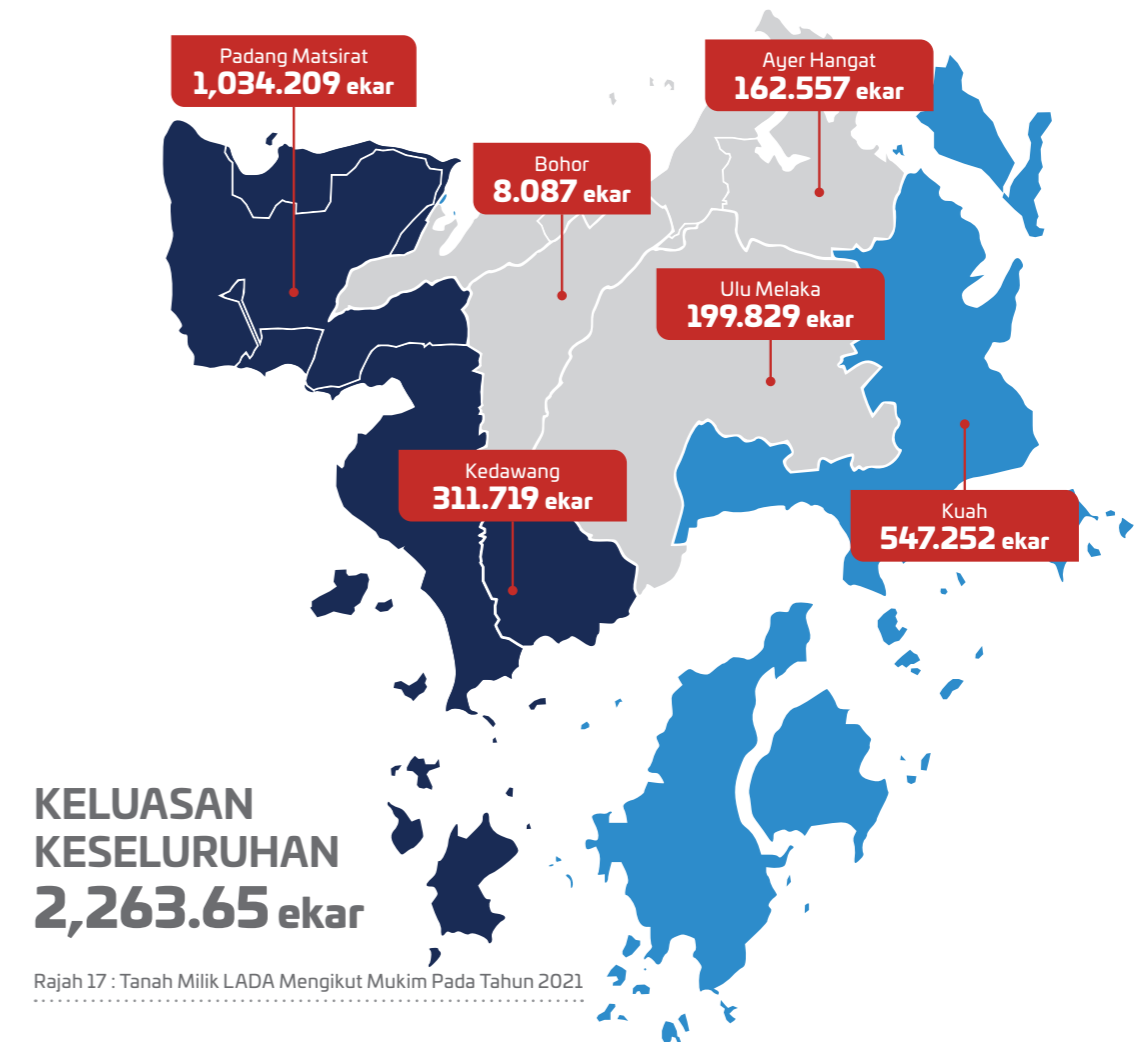 Padang Matsirat
1,034.209 ekar
Ayer Hangat
162.557 ekar
Bohor
8.087 ekar
Ulu Melaka
199.829 ekar
Kedawang
311.719 ekar
Kuah
547.252 ekar
KELUASAN
KESELURUHAN
2,263.65 ekar
Rajah 17 : Tanah Milik LADA Mengikut Mukim Pada Tahun 2021